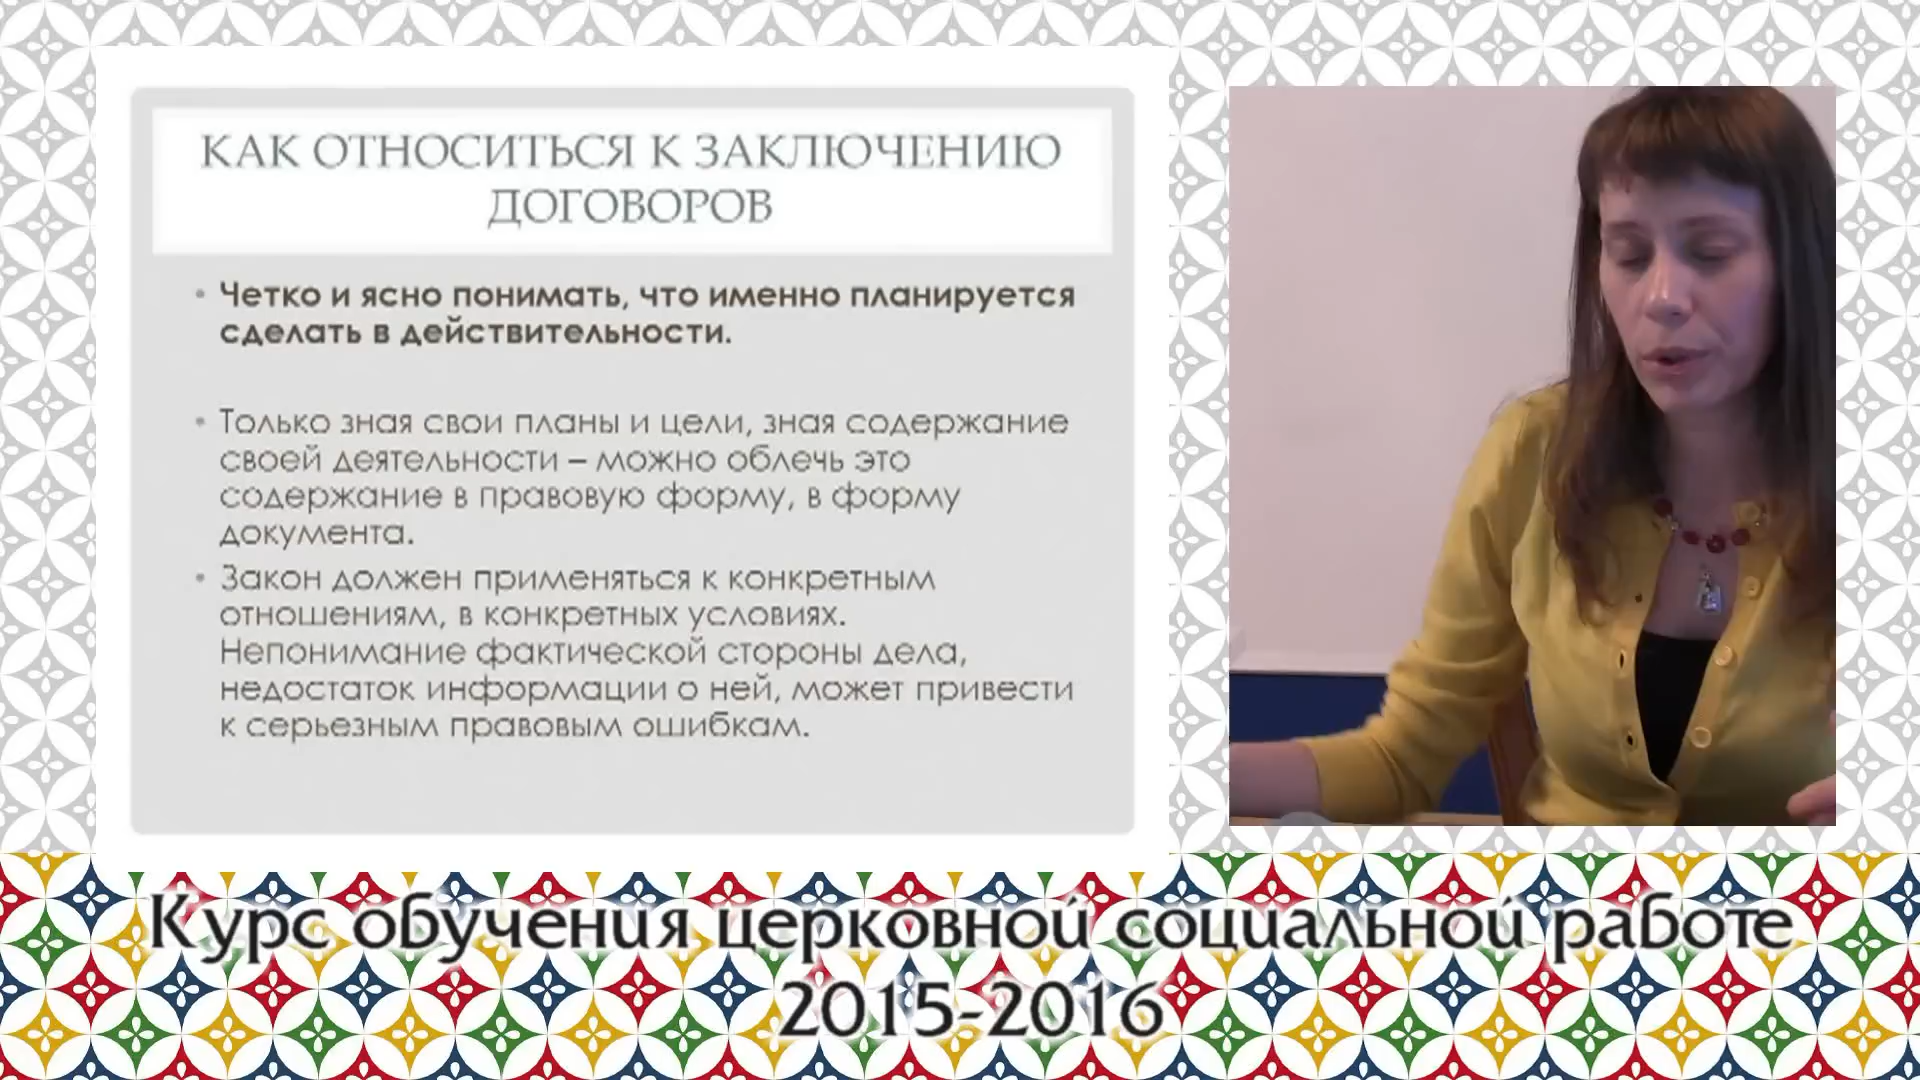 КАК ОТНОСИТЬСЯ К ЗАКЛЮЧЕНИЮ
ДОГОВОРОВ
• Четко и ясно понимать, что именно планируется
сделать в действительности.
• Только зная свои планы и цели, зная содержание
своей деятельности – можно облечь это
содержание в правовую форму, в форму
документа.
• Закон должен применяться к конкретным
отношениям, в конкретных условиях.
Непонимание фактической стороны дела,
недостаток информации о ней, может привести
к серьезным правовым ошибкам.
Курс обучения церковной социальной работе
2015-2016